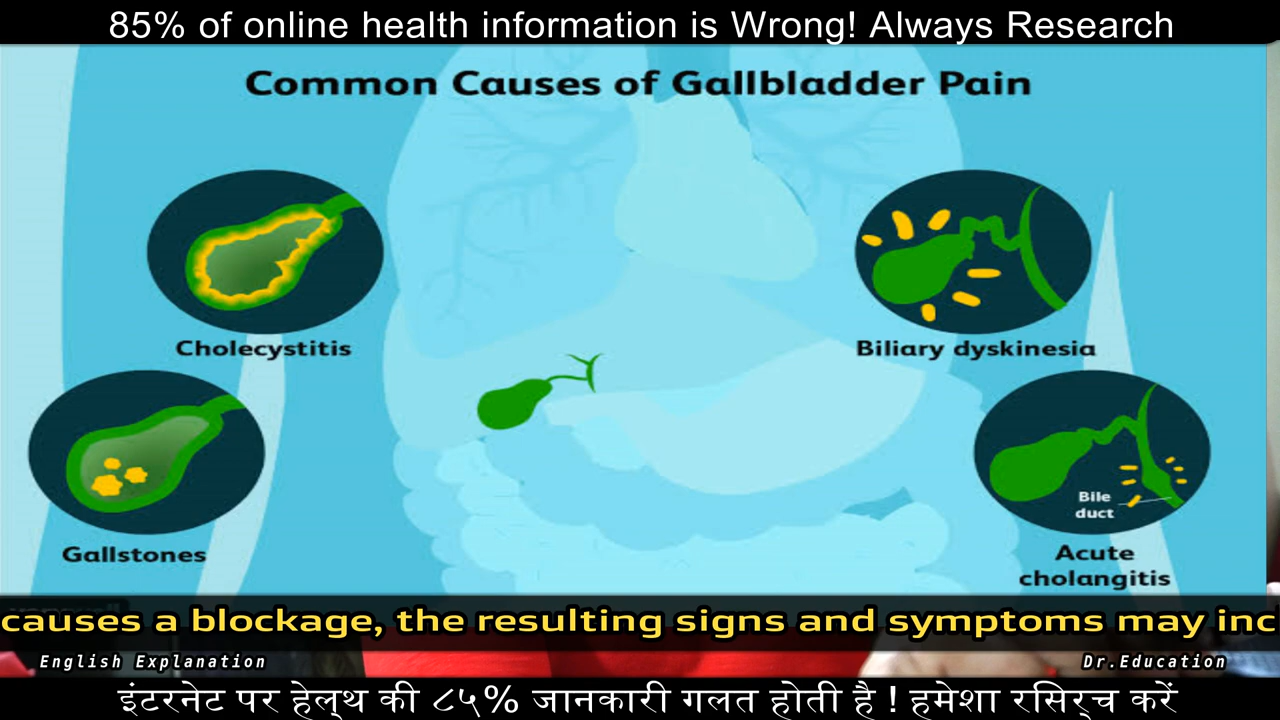 85% of online health information is Wrong! Always Research
Common Causes of Gallbladder Pain
Cholecystitis
Biliary dyskinesia
Gallstones
Bile
duct
Acute
cholangitis
causes a blockage, the resulting signs and symptoms may inc
English Explanation
Dr.Education
इंटरनेट पर हेल्थ की ८५% जानकारी गलत होती है ! हमेशा रिसर्च करें